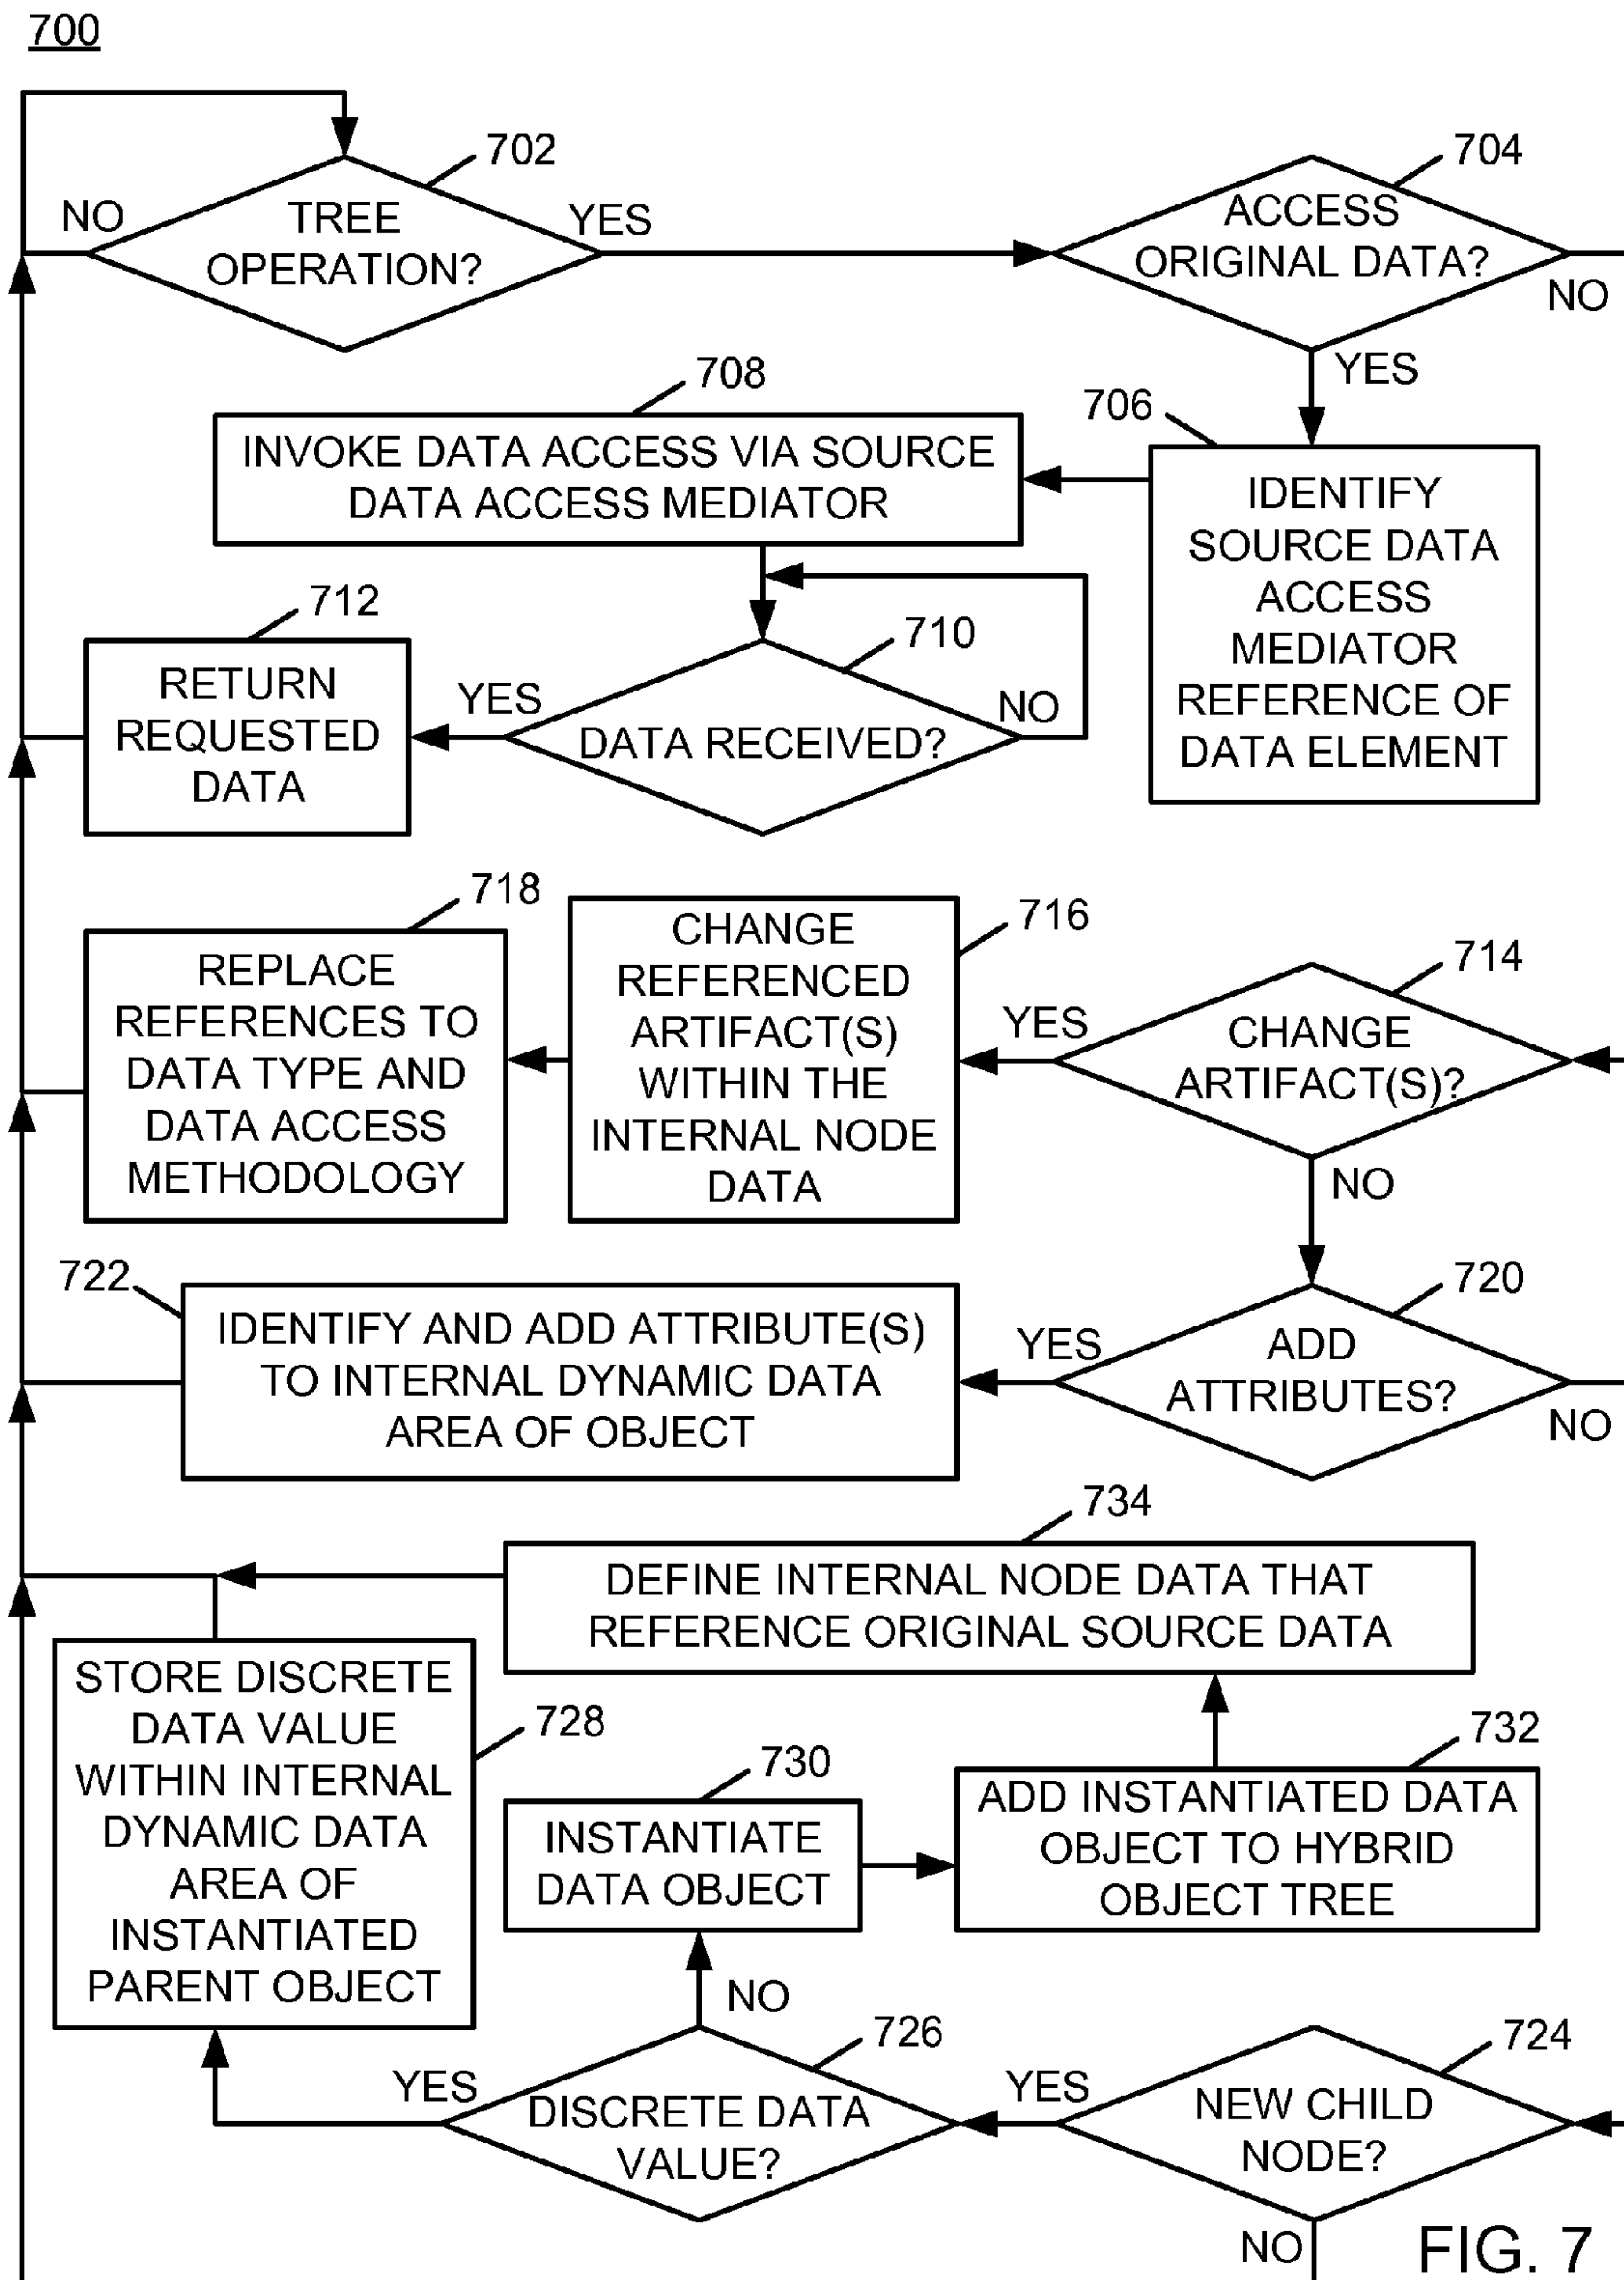 700
702
NO
TREE
OPERATION?
YES
704
ACCESS
ORIGINAL DATA?
NO
YES
708
INVOKE DATA ACCESS VIA SOURCE
DATA ACCESS MEDIATOR
706
IDENTIFY
SOURCE DATA
ACCESS
MEDIATOR
REFERENCE OF
DATA ELEMENT
712
RETURN
REQUESTED
DATA
YES
710
DATA RECEIVED?
NO
718
REPLACE
REFERENCES TO
DATA TYPE AND
DATA ACCESS
METHODOLOGY
716
CHANGE
REFERENCED
ARTIFACT(S)
WITHIN THE
INTERNAL NODE
DATA
YES
714
CHANGE
ARTIFACT(S)?
NO
722
IDENTIFY AND ADD ATTRIBUTE(S)
TO INTERNAL DYNAMIC DATA
AREA OF OBJECT
YES
720
ADD
ATTRIBUTES?
NO
734
DEFINE INTERNAL NODE DATA THAT
REFERENCE ORIGINAL SOURCE DATA
STORE DISCRETE
DATA VALUE
WITHIN INTERNAL
DYNAMIC DATA
AREA OF
INSTANTIATED
PARENT OBJECT
728
730
INSTANTIATE
DATA OBJECT
732
ADD INSTANTIATED DATA
OBJECT TO HYBRID
OBJECT TREE
NO
726
YES
DISCRETE DATA
VALUE?
YES
724
NEW CHILD
NODE?
NO
FIG. 7